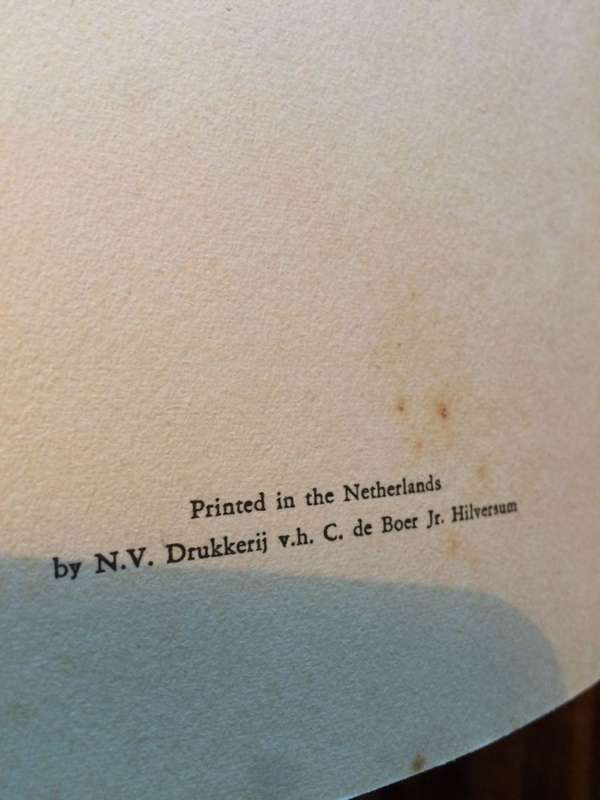 Printed in the Netherlands
by N.V. Drukkerij v.h. C. de Boer Jr. Hilversum